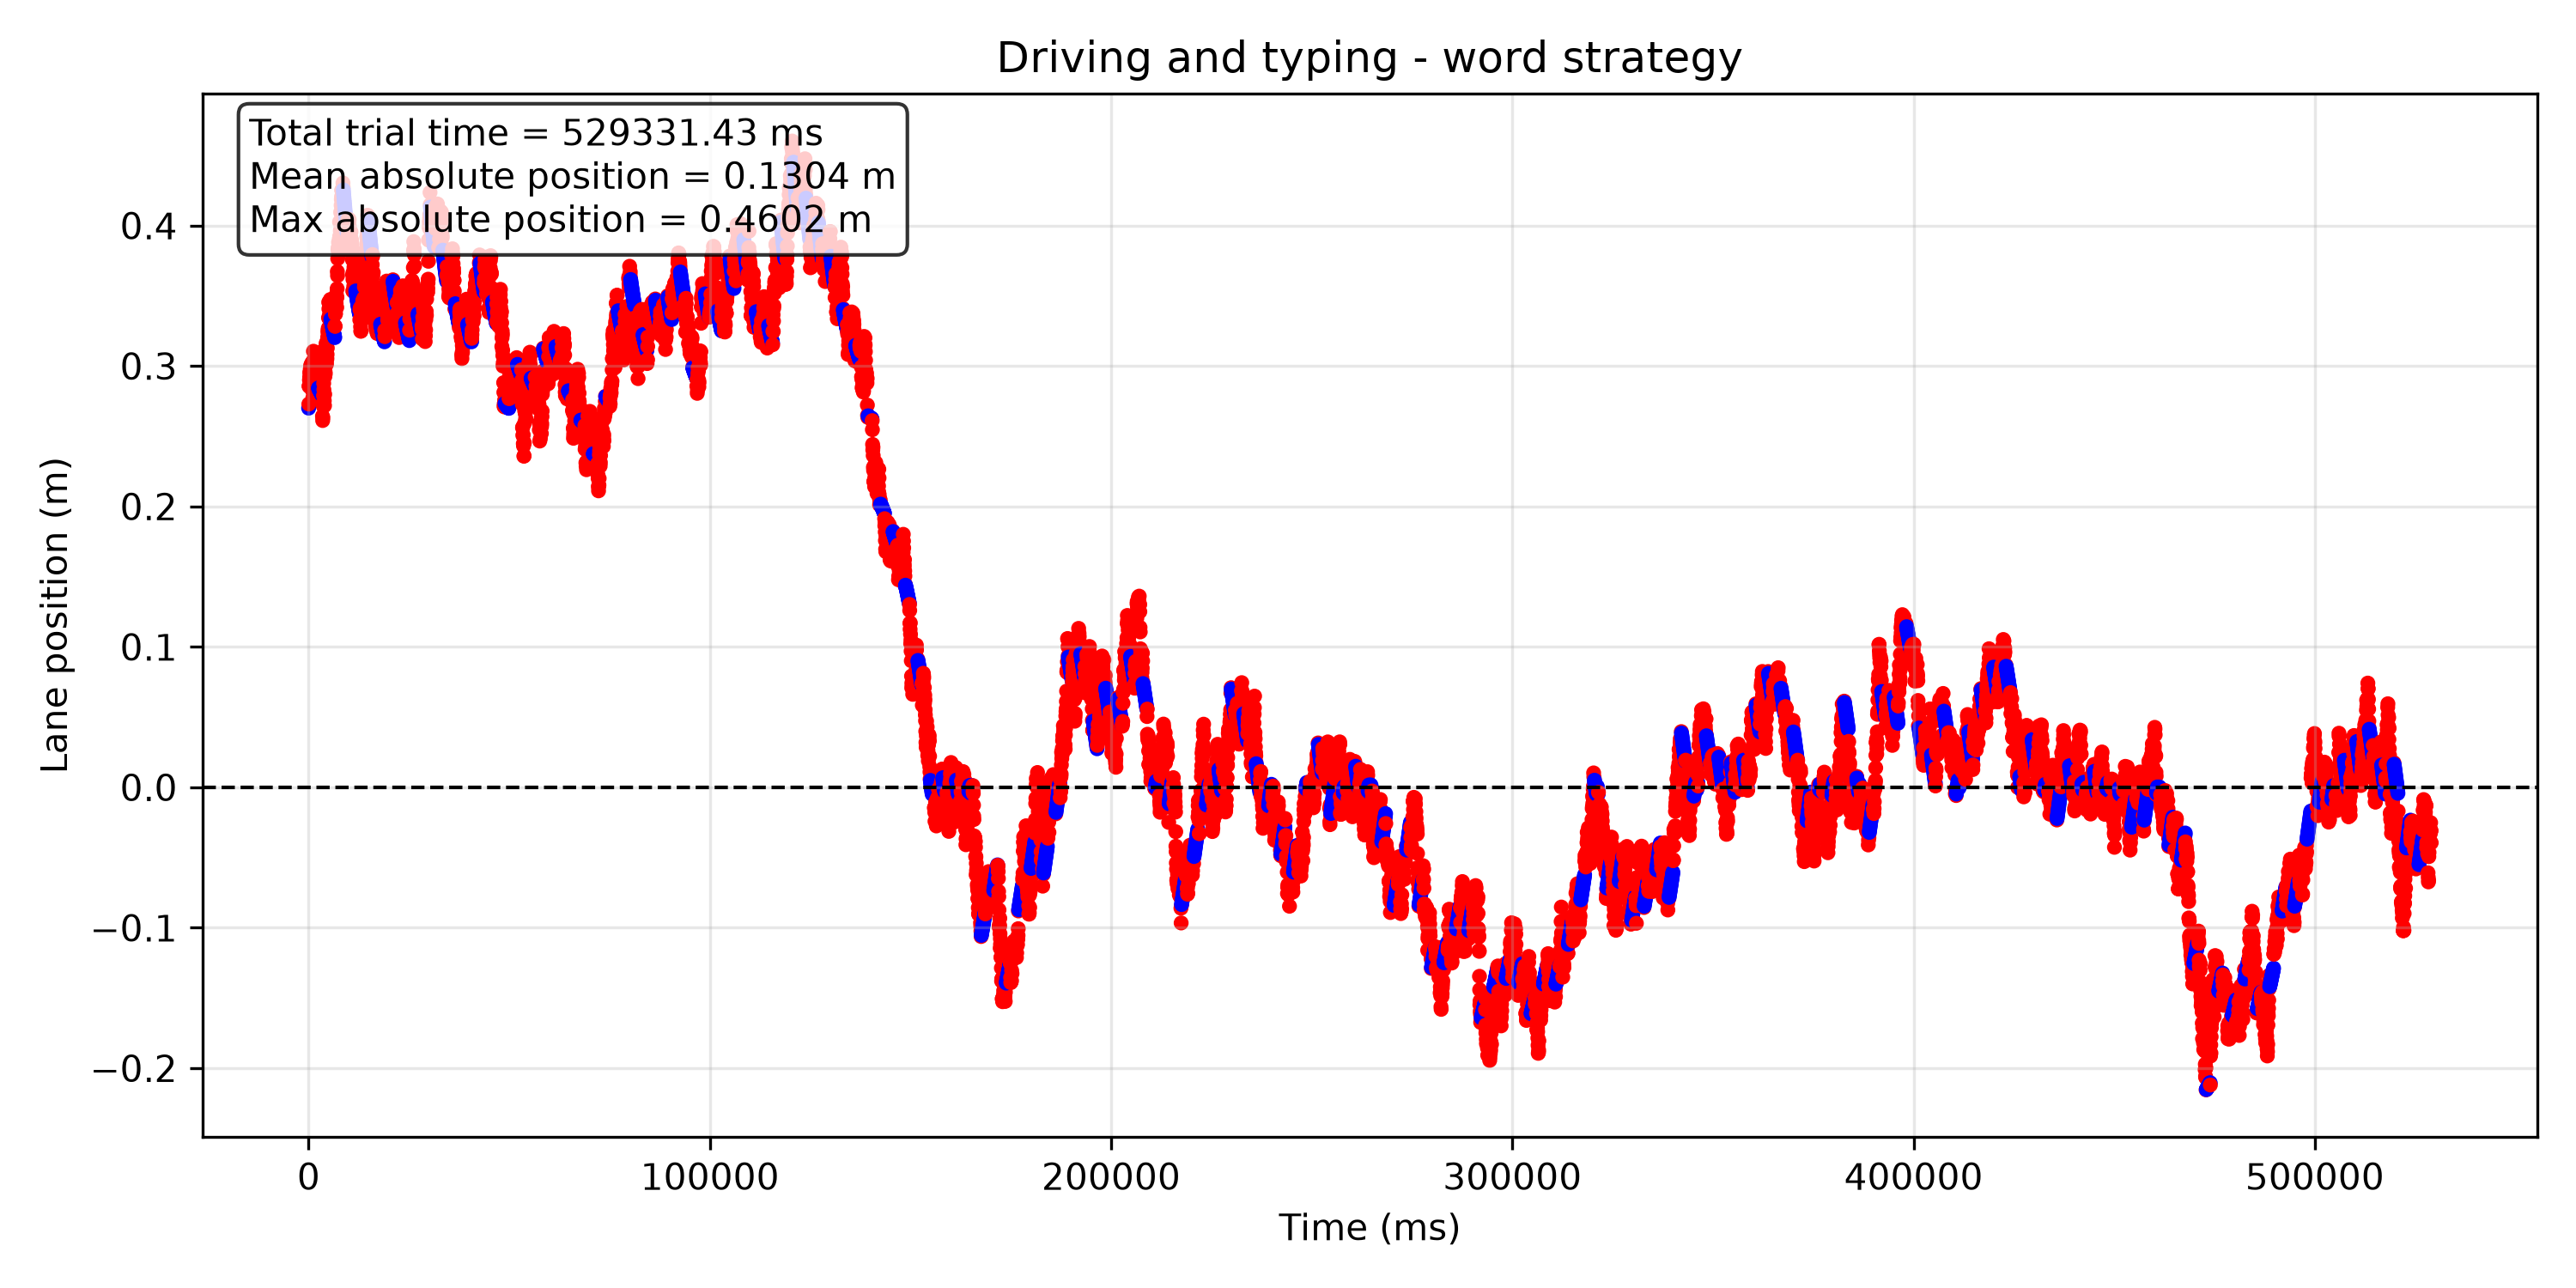 Driving and typing - word strategy
Total trial time = 529331.43 ms
Mean absolute position = 0.1304 m
Max absolute position = 0.4602 m
Lane position (m)
0.4
0.3
0.2
0.1
0.0
−0.1
−0.2
0
100000
200000
300000
400000
500000
Time (ms)